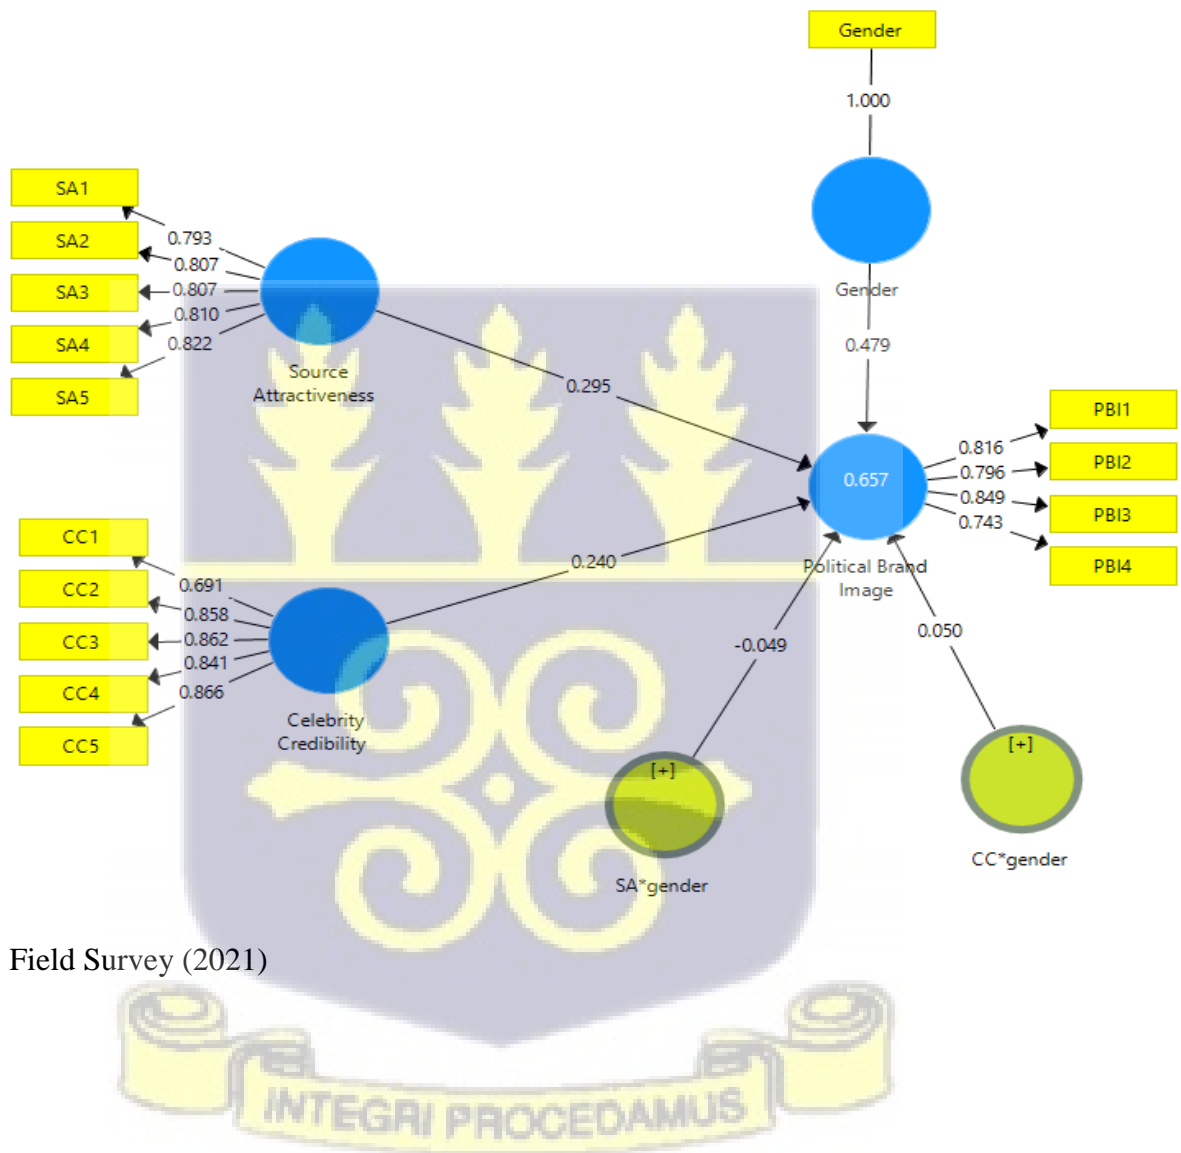 Gender
1.000
SA1
SA2
SA3
SA4
SA5
0.793
0.807
0.807
0.810
0.822
Source
Attractiveness
Gender
0.479
0.295
PBI1
PBI2
PBI3
PBI4
0.816
0.796
0.849
0.743
0.657
Political Brand
Image
CC1
CC2
CC3
CC4
CC5
0.691
0.858
0.862
0.841
0.866
Celebrity
Credibility
0.240
-0.049
0.050
[+]
SA*gender
[+]
CC*gender
Field Survey (2021)
INTEGRI PROCEDAMUS